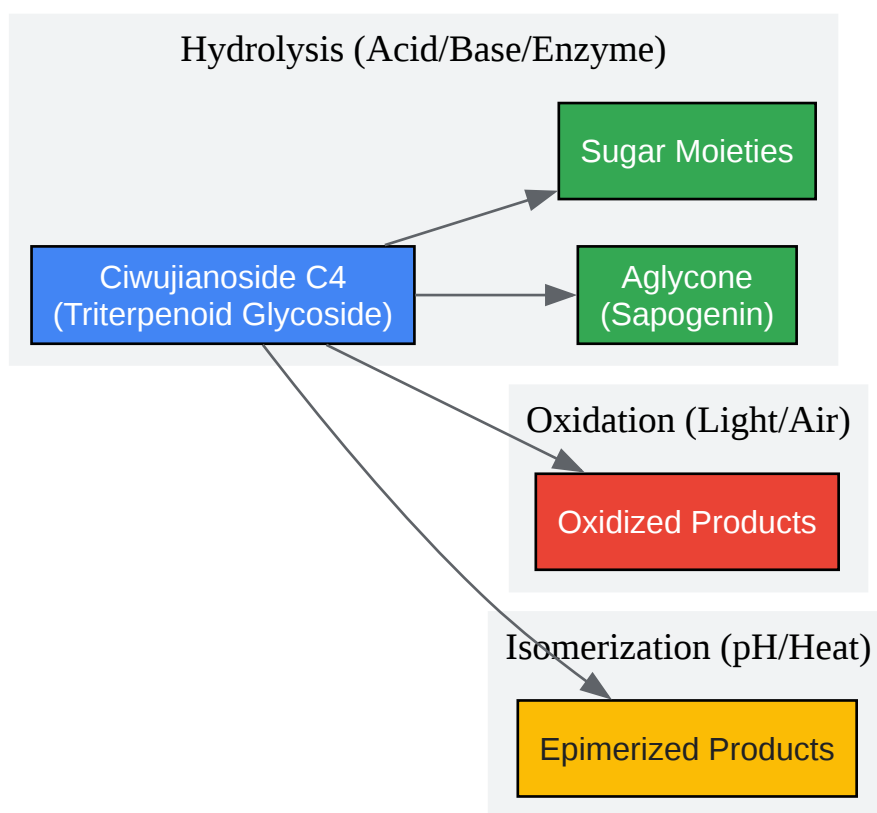 Hydrolysis (Acid/Base/Enzyme)
Sugar Moieties
Ciwujianoside C4
(Triterpenoid Glycoside)
Aglycone
(Sapogenin)
Oxidation (Light/Air)
Oxidized Products
Isomerization (pH/Heat)
Epimerized Products